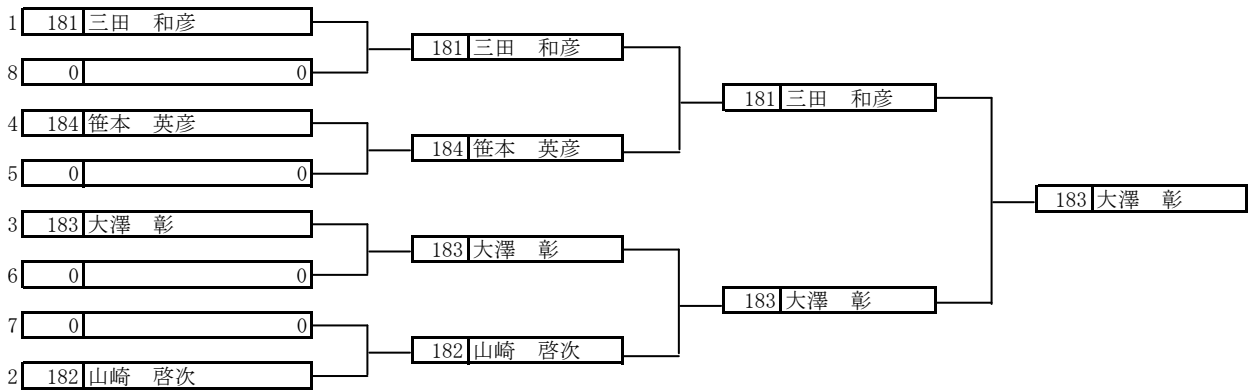 1 181 三田　和彦
8 0 0
4 184 笹本　英彦
5 0 0
3 183 大澤　彰
6 0 0
7 0 0
2 182 山崎　啓次
181 三田　和彦
184 笹本　英彦
183 大澤　彰
182 山崎　啓次
181 三田　和彦
183 大澤　彰
183 大澤　彰